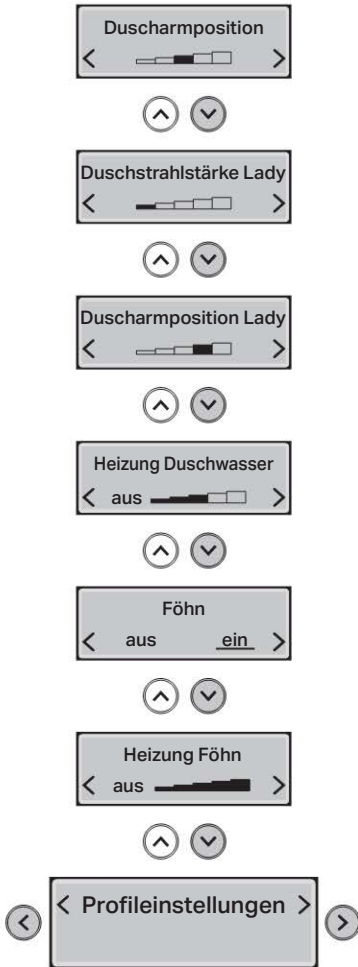 Duscharmposition
Duschstrahlstärke Lady
Duscharmposition Lady
Heizung Duschwasser
aus
Föhn
aus ein
Heizung Föhn
aus
Profileinstellungen